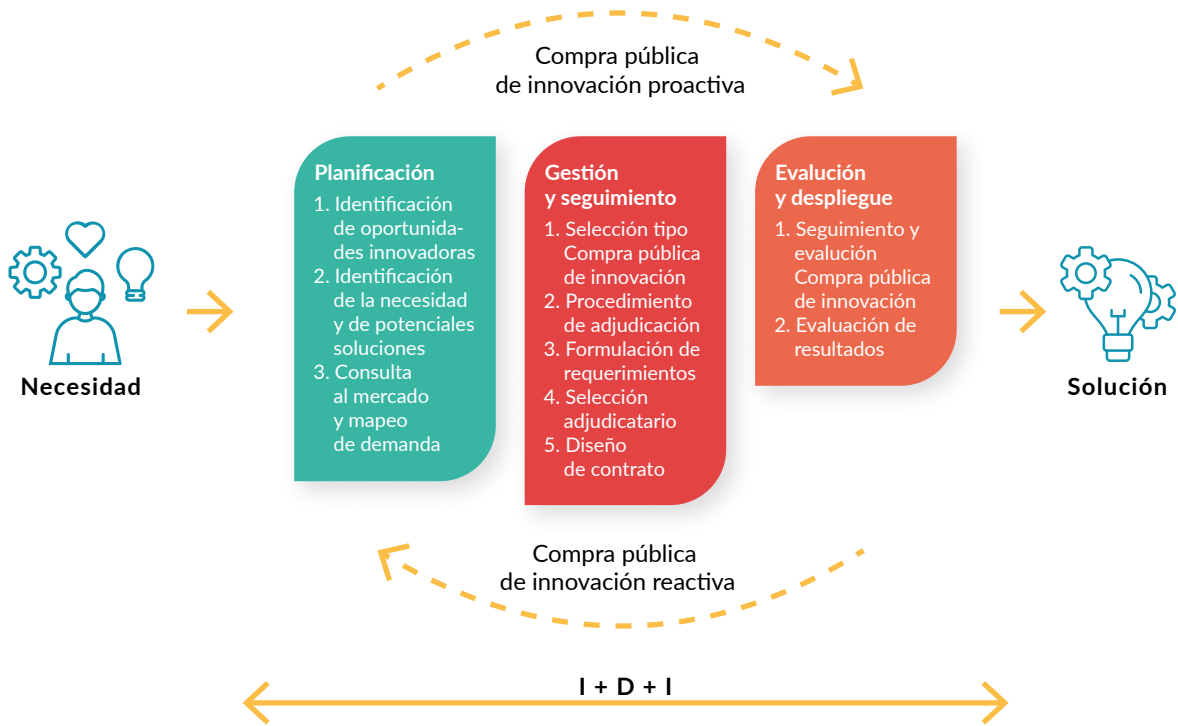 Compra pública
de innovación proactiva
Necesidad
Planificación
1. Identificación
de oportunida-
des innovadoras
2. Identificación
de la necesidad
y de potenciales
soluciones
3. Consulta
al mercado
y mapeo
de demanda
Gestión
y seguimiento
1. Selección tipo
Compra pública
de innovación
2. Procedimiento
de adjudicación
3. Formulación de
requerimientos
4. Selección
adjudicatario
5. Diseño
de contrato
Evalución
y despliegue
1. Seguimiento y
evalución
Compra pública
de innovación
2. Evaluación de
resultados
Solución
Compra pública
de innovación reactiva
I + D + I